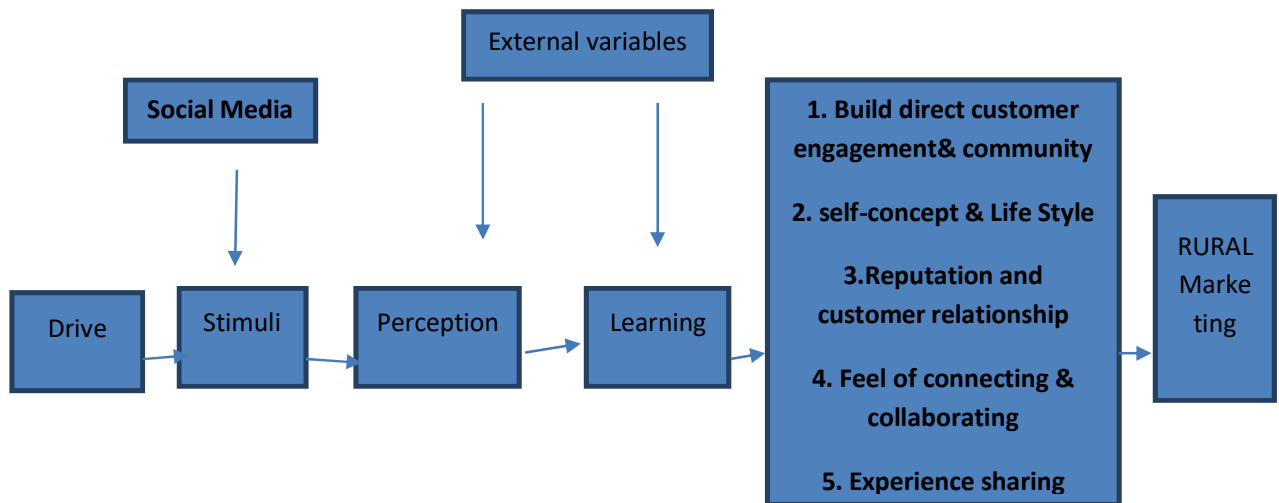 External variables
Social Media
Drive
Stimuli
Perception
Learning
1. Build direct customer
engagement& community
2. self-concept & Life Style
3.Reputation and
customer relationship
4. Feel of connecting &
collaborating
5. Experience sharing
RURAL
Marke
ting